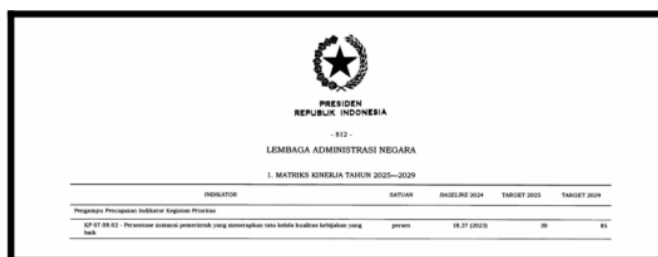 PRESIDEN
REPUBLIK INDONESIA
- 812 -
LEMBAGA ADMINISTRASI NEGARA
1. MATRIKS KINERJA TAHUN 2025—2029
INDIKATOR SATUAN BASELINE 2024 TARGET 2025 TARGET 2029
Pengampu Pencapaian Indikator Kegiatan Prioritas
KP 07.08.02 - Persentase instansi pemerintah yang menerapkan tata kelola kualitas kebijakan yang persen 18,37 (2023) 30 85
baik